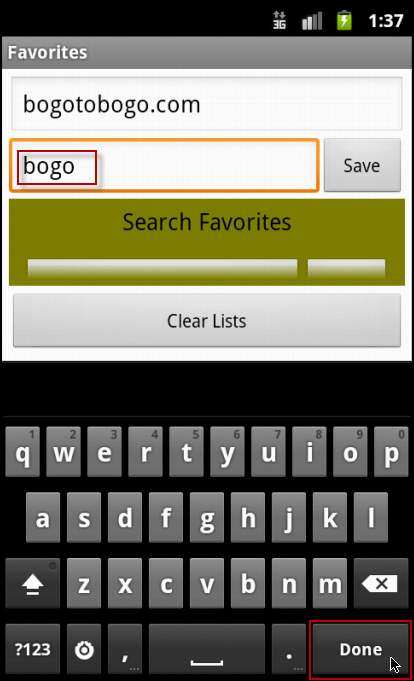 3G 1:37
Favorites
bogotobogo.com
bogo Save
Search Favorites
Clear Lists
1 2 3 4 5 6 7 8 9 0
q w e r t y u i o p
a s d f g h j k l
z x c v b n m
?123 , ... . ... Done